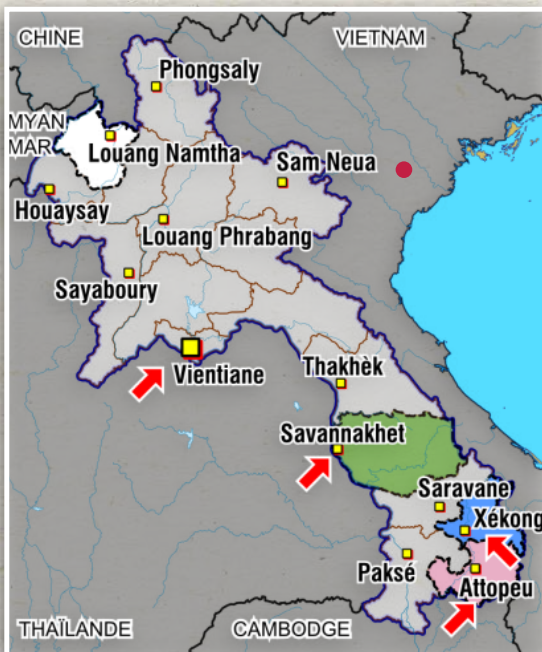 CHINE
VIETNAM
Phongsaly
MYAN
MAR
Louang Namtha
Sam Neua
Houaysay
Louang Phrabang
Sayaboury
Vientiane
Thakhèk
Savannakhet
Saravane
Xékong
Paksé
Attopeu
THAÏLANDE
CAMBODGE